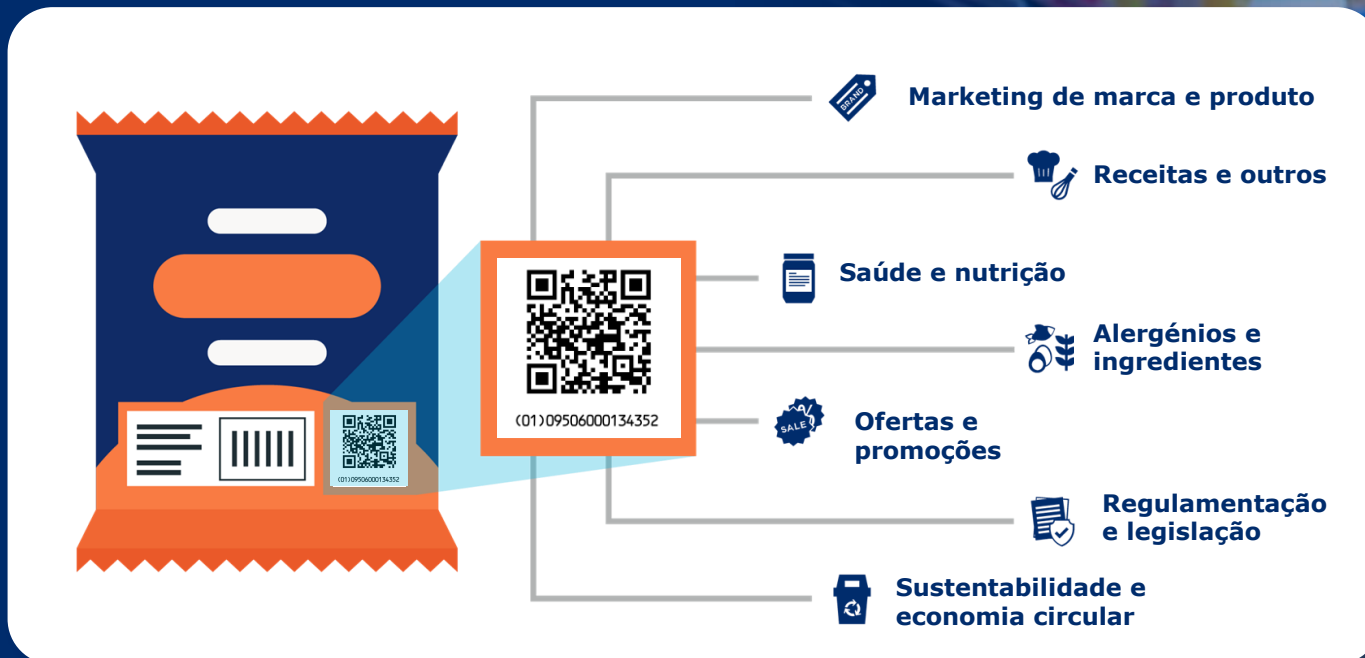 BRAND
Marketing de marca e produto
Receitas e outros
Saúde e nutrição
Alergénios e
ingredientes
(01)09506000134352
SALE
Ofertas e
promoções
(01)09506000134352
Regulamentação
e legislação
Sustentabilidade e
economia circular